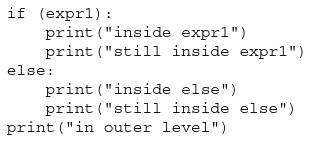 if (expr1):
    print("inside expr1")
    print("still inside expr1")
else:
    print("inside else")
    print("still inside else")
print("in outer level")